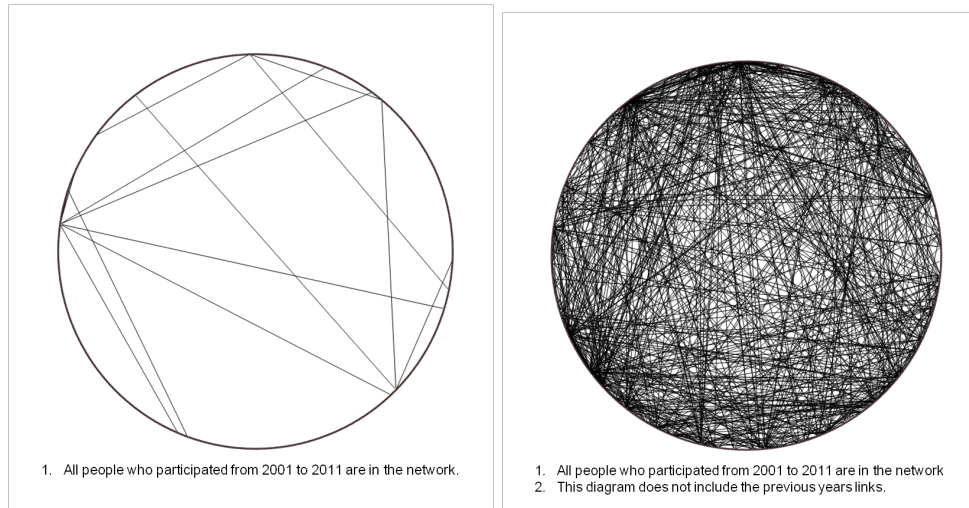 1. All people who participated from 2001 to 2011 are in the network.
1. All people who participated from 2001 to 2011 are in the network
2. This diagram does not include the previous years links.